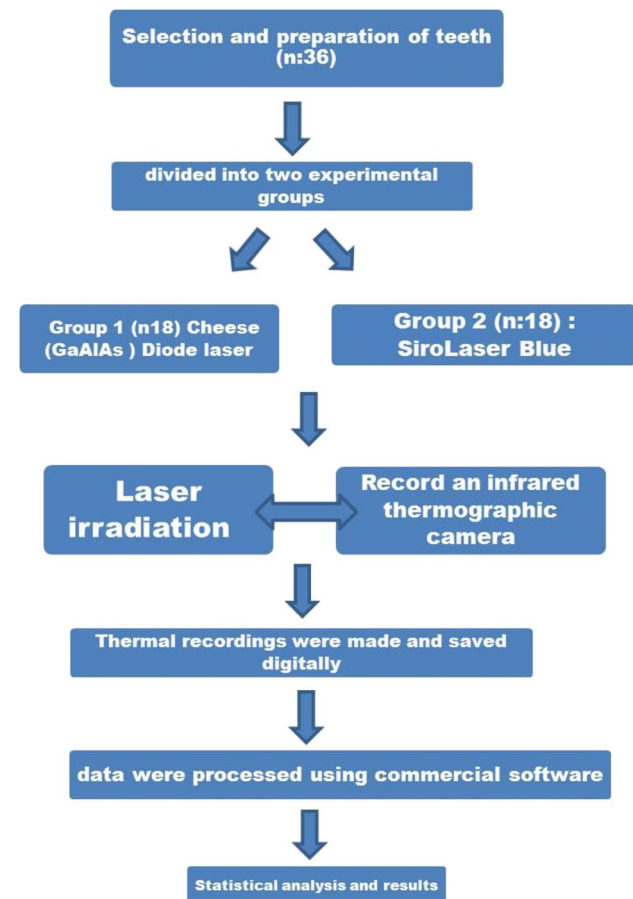 Selection and preparation of teeth
(n:36)
divided into two experimental
groups
Group 1 (n18) Cheese
(GaAlAs ) Diode laser
Group 2 (n:18) :
SiroLaser Blue
Laser
irradiation
Record an infrared
thermographic
camera
Thermal recordings were made and saved
digitally
data were processed using commercial software
Statistical analysis and results